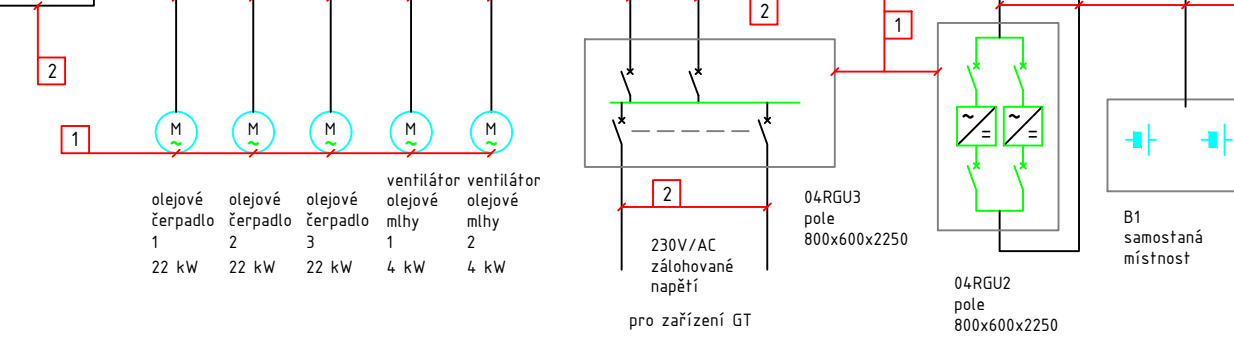 2
1
2
1
M
~
M
~
M
~
M
~
M
~
~
=
~
=
olejové
čerpadlo
1
22 kW
olejové
čerpadlo
2
22 kW
olejové
čerpadlo
3
22 kW
ventilátor
olejové
mlhy
1
4 kW
ventilátor
olejové
mlhy
2
4 kW
2
230V/AC
zálohované
napětí
pro zařízení GT
04RGU3
pole
800x600x2250
04RGU2
pole
800x600x2250
B1
samostaná
místnost